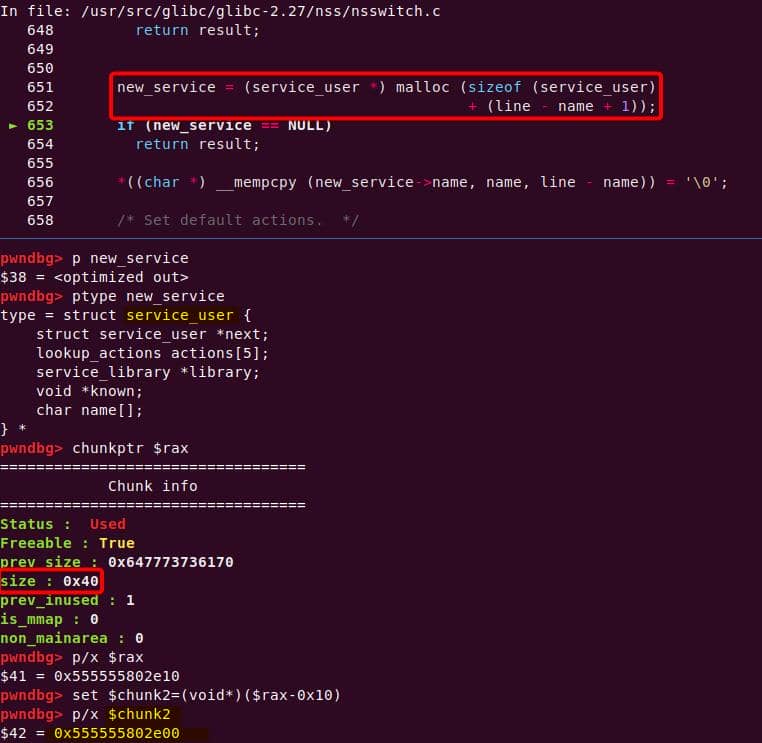 In file: /usr/src/glibc/glibc-2.27/nss/nsswitch.c
648 return result;
649
650
651 new_service = (service_user *) malloc (sizeof (service_user)
652 + (line - name + 1));
► 653 if (new_service == NULL)
654 return result;
655
656 *((char *) __mempcpy (new_service->name, name, line - name)) = '\0';
657
658 /* Set default actions. */
pwndbg> p new_service
$38 = <optimized out>
pwndbg> ptype new_service
type = struct service_user {
struct service_user *next;
lookup_actions actions[5];
service_library *library;
void *known;
char name[];
} *
pwndbg> chunkptr $rax
==================================
Chunk info
==================================
Status : Used
Freeable : True
prev_size : 0x647773736170
size : 0x40
prev_inused : 1
is_mmap : 0
non_mainarea : 0
pwndbg> p/x $rax
$41 = 0x555555802e10
pwndbg> set $chunk2=(void*)($rax-0x10)
pwndbg> p/x $chunk2
$42 = 0x555555802e00